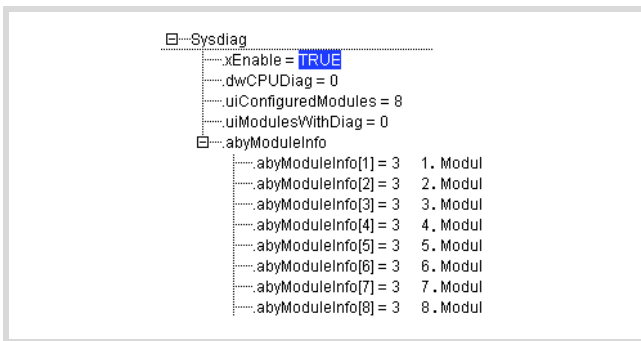 Sysdiag
.xEnable = TRUE
.dwCPUDiag = 0
.uiConfiguredModules = 8
.uiModulesWithDiag = 0
.abyModuleInfo
.abyModuleInfo[1] = 3 1. Modul
.abyModuleInfo[2] = 3 2. Modul
.abyModuleInfo[3] = 3 3. Modul
.abyModuleInfo[4] = 3 4. Modul
.abyModuleInfo[5] = 3 5. Modul
.abyModuleInfo[6] = 3 6. Modul
.abyModuleInfo[7] = 3 7. Modul
.abyModuleInfo[8] = 3 8. Modul